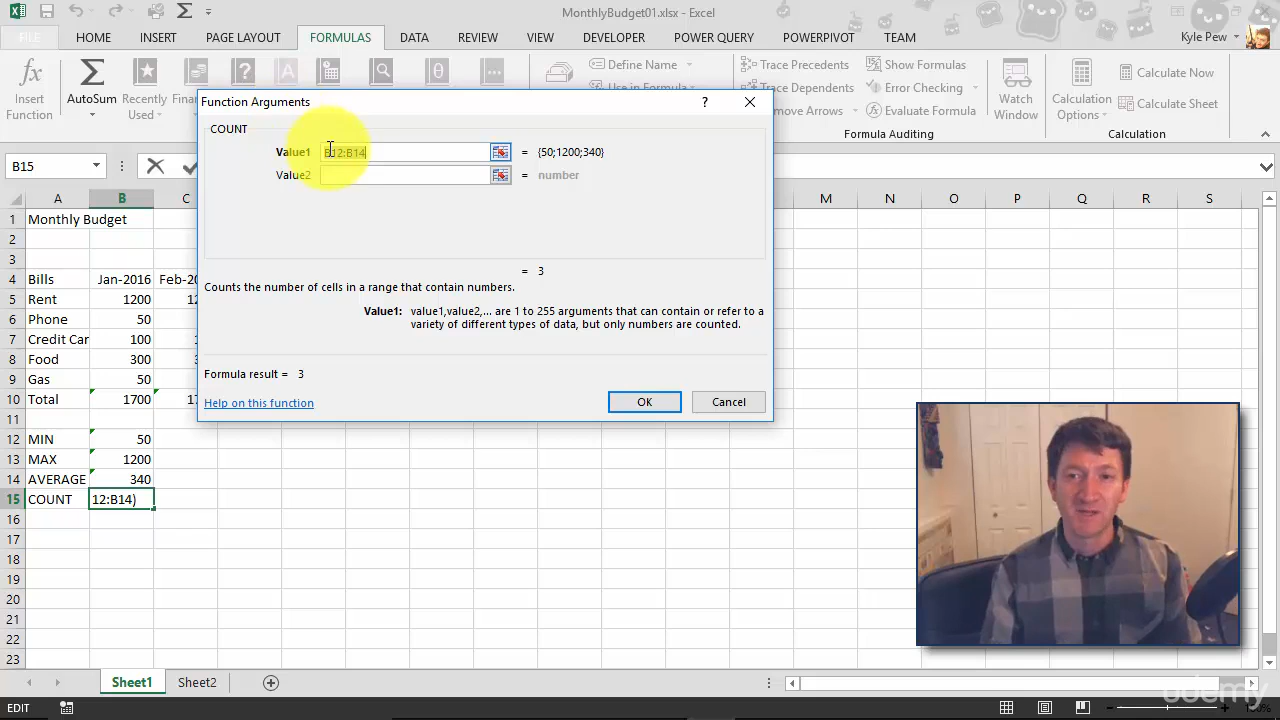 MonthlyBudget01.xlsx - Excel
FILE HOME INSERT PAGE LAYOUT FORMULAS DATA REVIEW VIEW DEVELOPER POWER QUERY POWERPIVOT TEAM Kyle Pew
Insert Function
AutoSum
Recently Used
Define Name
Trace Precedents
Trace Dependents
Show Formulas
Error Checking
Evaluate Formula
Formula Auditing
Watch Window
Calculation Options
Calculate Now
Calculate Sheet
Calculation
Function Arguments ?
COUNT
Value1 B12:B14 = {50;1200;340}
Value2 = number
= 3
Counts the number of cells in a range that contain numbers.
Value1: value1,value2,... are 1 to 255 arguments that can contain or refer to a
variety of different types of data, but only numbers are counted.
Formula result = 3
Help on this function
OK Cancel
B15
A B C M N O P Q R S
1 Monthly Budget
2
3
4 Bills Jan-2016
5 Rent 1200
6 Phone 50
7 Credit Car 100
8 Food 300
9 Gas 50
10 Total 1700
11
12 MIN 50
13 MAX 1200
14 AVERAGE 340
15 COUNT 12:B14)
16
17
18
19
20
21
22
23
Sheet1 Sheet2
EDIT
udemy